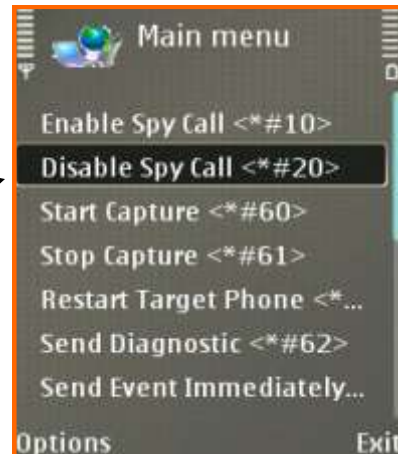 Main menu
Enable Spy Call <*#10>
Disable Spy Call <*#20>
Start Capture <*#60>
Stop Capture <*#61>
Restart Target Phone <*...
Send Diagnostic <*#62>
Send Event Immediately...
Options Exit